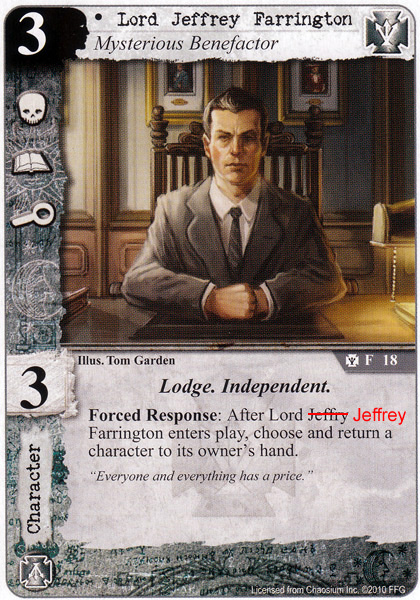 3
• Lord Jeffrey Farrington
Mysterious Benefactor
Illus. Tom Garden
F 18
3
Lodge. Independent.
Forced Response: After Lord Jeffry Jeffrey
Farrington enters play, choose and return a
character to its owner's hand.
"Everyone and everything has a price."
Character
Licensed from Chaosium Inc. ©2010 FFG